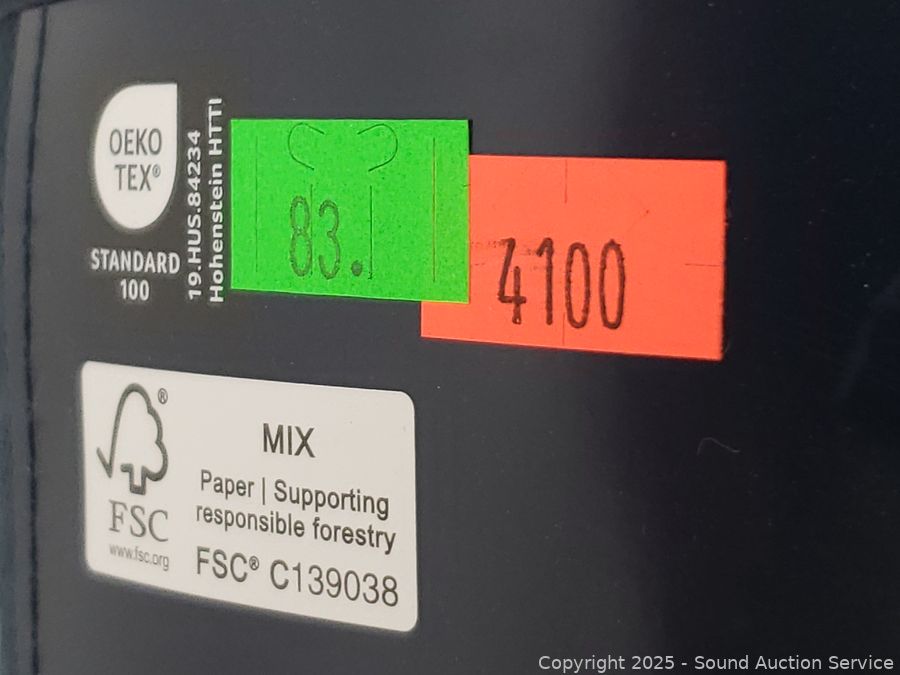 OEKO
TEX®
STANDARD
100
19.HUS.84234
Hohenstein HTTI
83.
4100
®
FSC
www.fsc.org
MIX
Paper | Supporting
responsible forestry
FSC® C139038
Copyright 2025 - Sound Auction Service